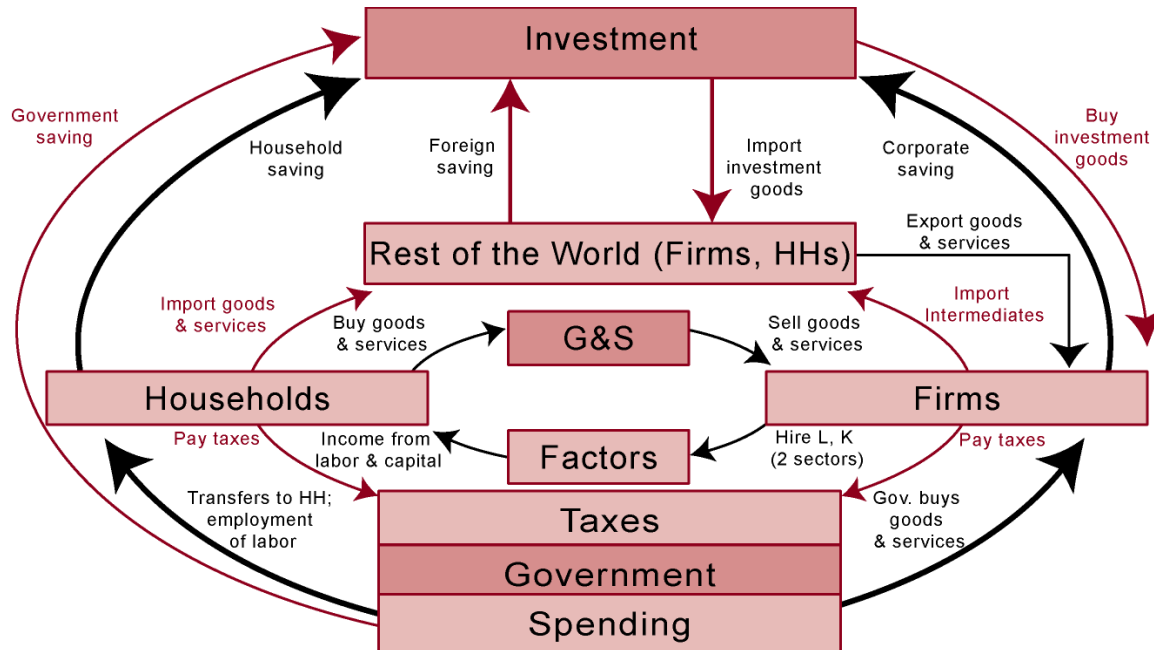 Investment
Government
saving
Household
saving
Foreign
saving
Import
investment
goods
Corporate
saving
Buy
investment
goods
Rest of the World (Firms, HHs)
Export goods
& services
Import goods
& services
Buy goods
& services
G&S
Sell goods
& services
Import
Intermediates
Households
Firms
Pay taxes
Income from
labor & capital
Factors
Hire L, K
(2 sectors)
Pay taxes
Transfers to HH;
employment
of labor
Taxes
Gov. buys
goods
& services
Government
Spending